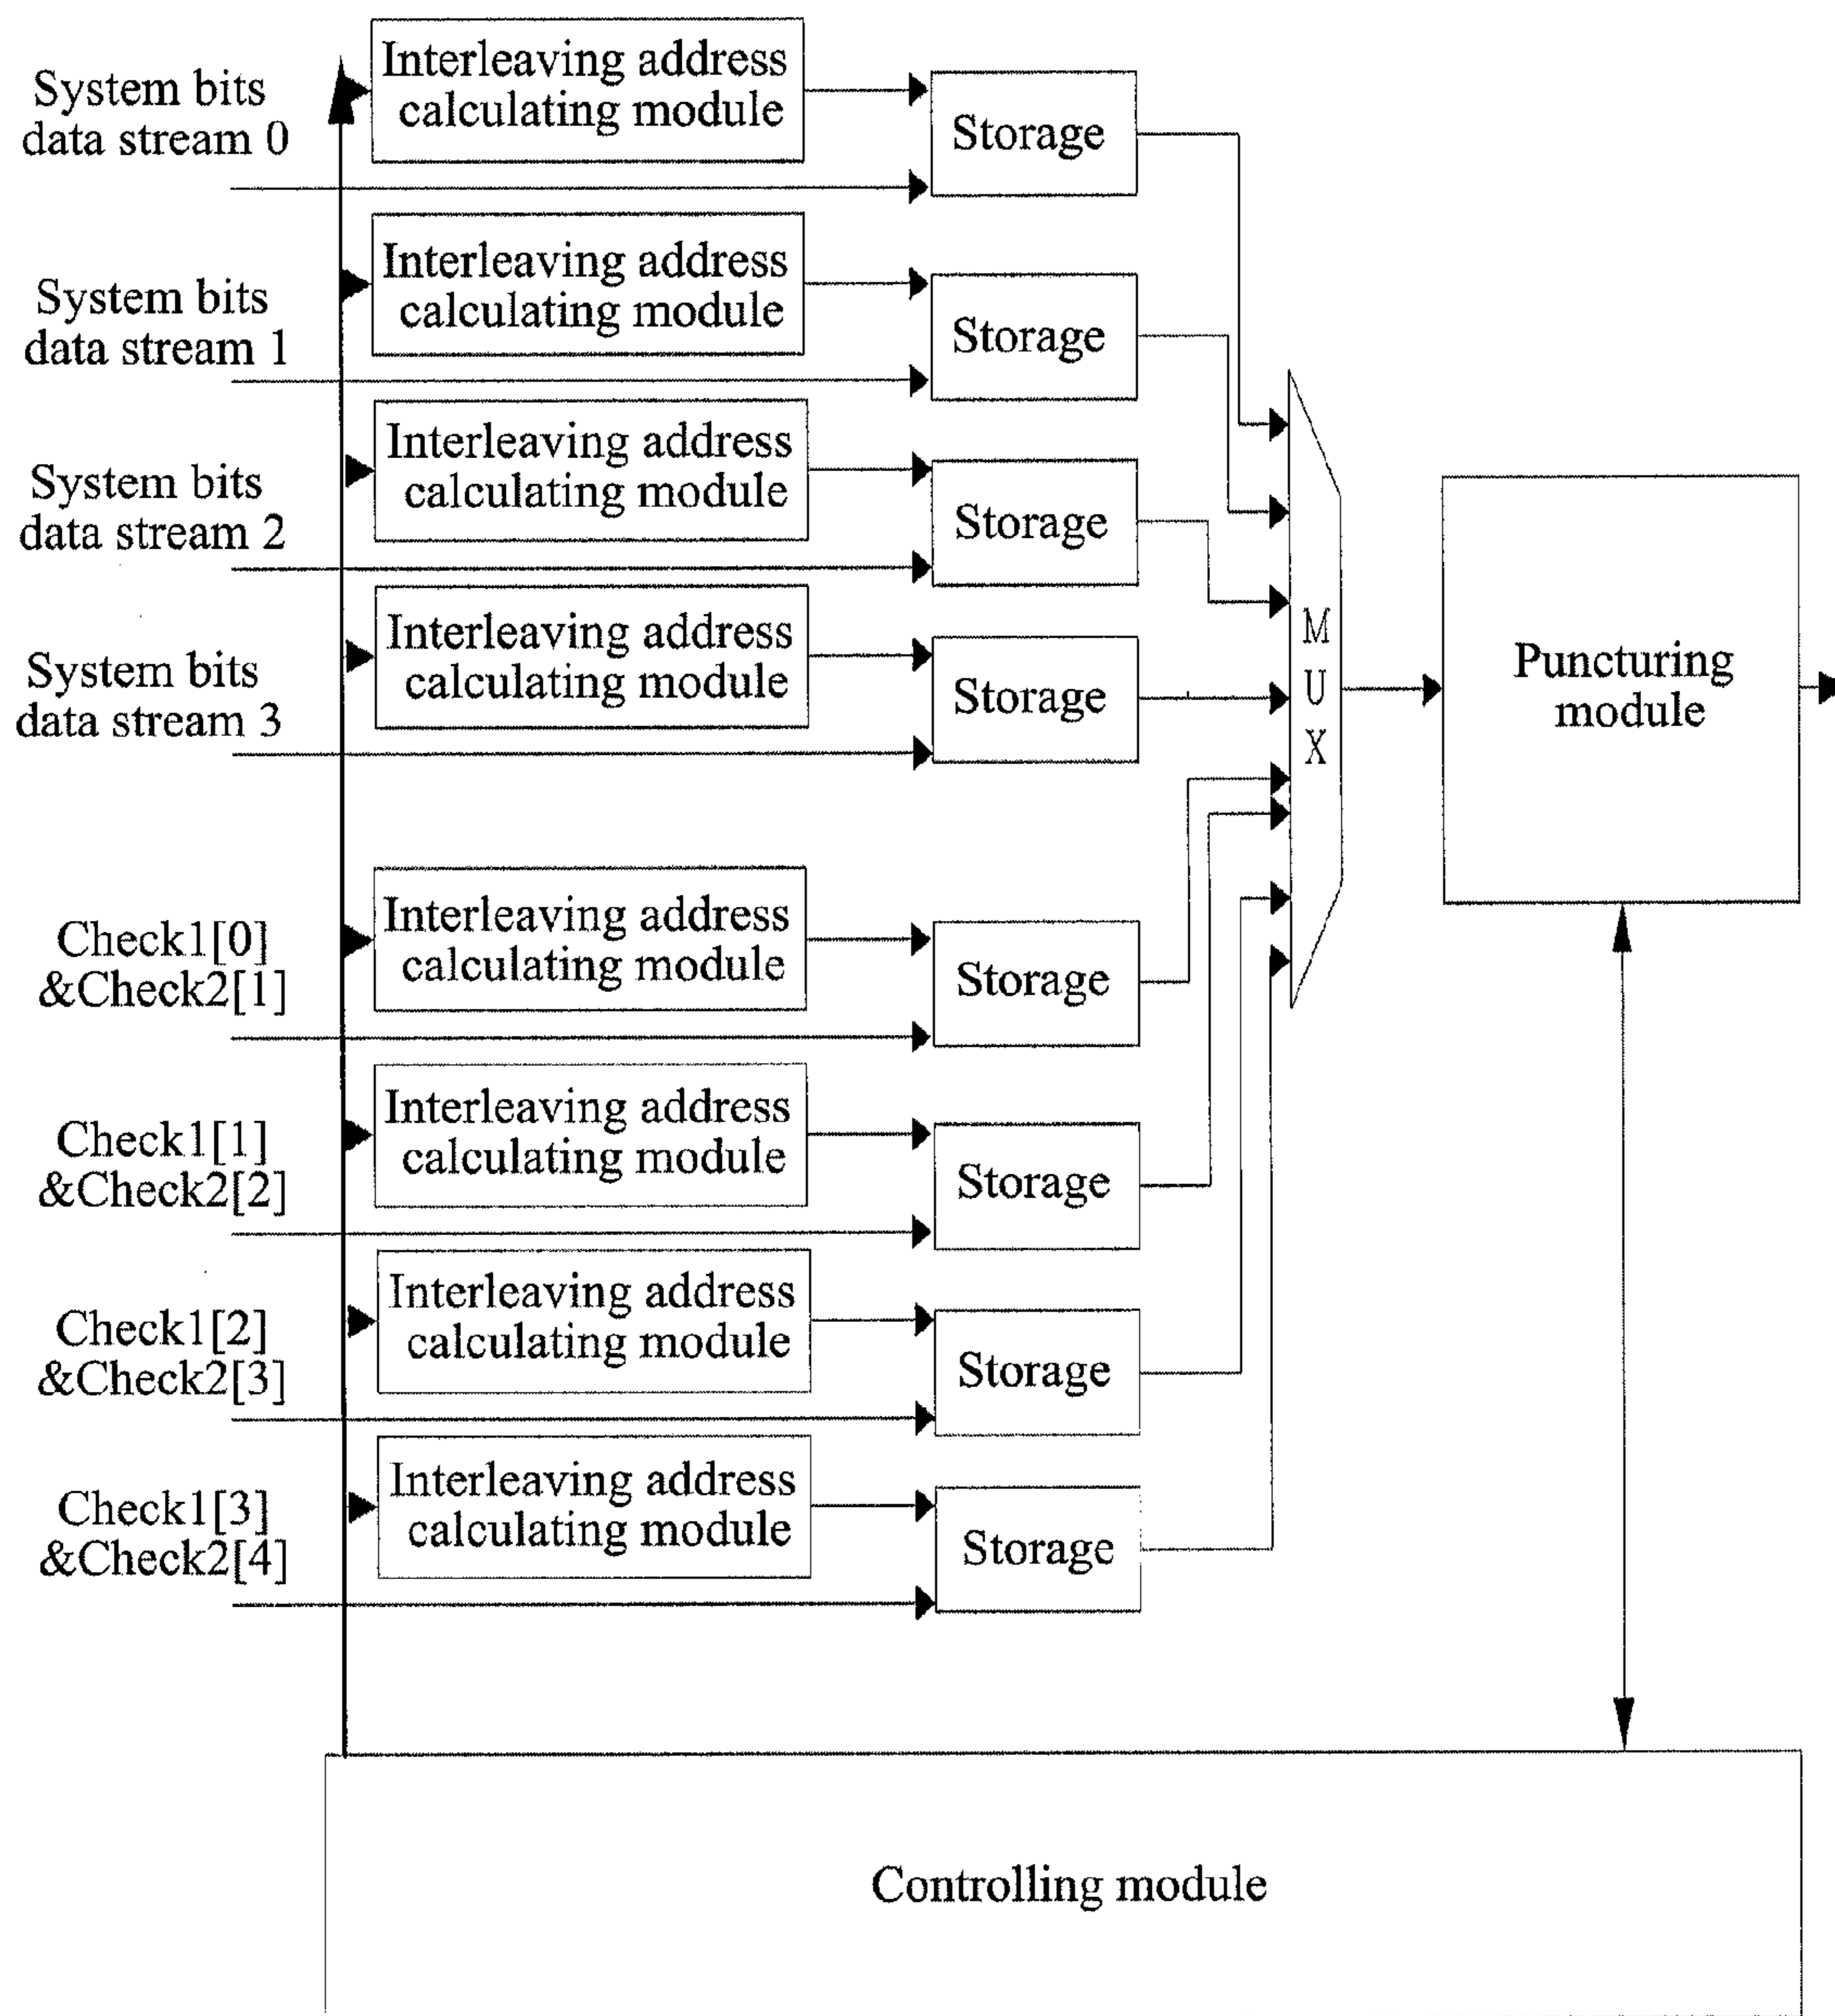 System bits
data stream 0
Interleaving address
calculating module
Storage
System bits
data stream 1
Interleaving address
calculating module
Storage
System bits
data stream 2
Interleaving address
calculating module
Storage
System bits
data stream 3
Interleaving address
calculating module
Storage
M
U
X
Puncturing
module
Check1[0]
&Check2[1]
Interleaving address
calculating module
Storage
Check1[1]
&Check2[2]
Interleaving address
calculating module
Storage
Check1[2]
&Check2[3]
Interleaving address
calculating module
Storage
Check1[3]
&Check2[4]
Interleaving address
calculating module
Storage
Controlling module